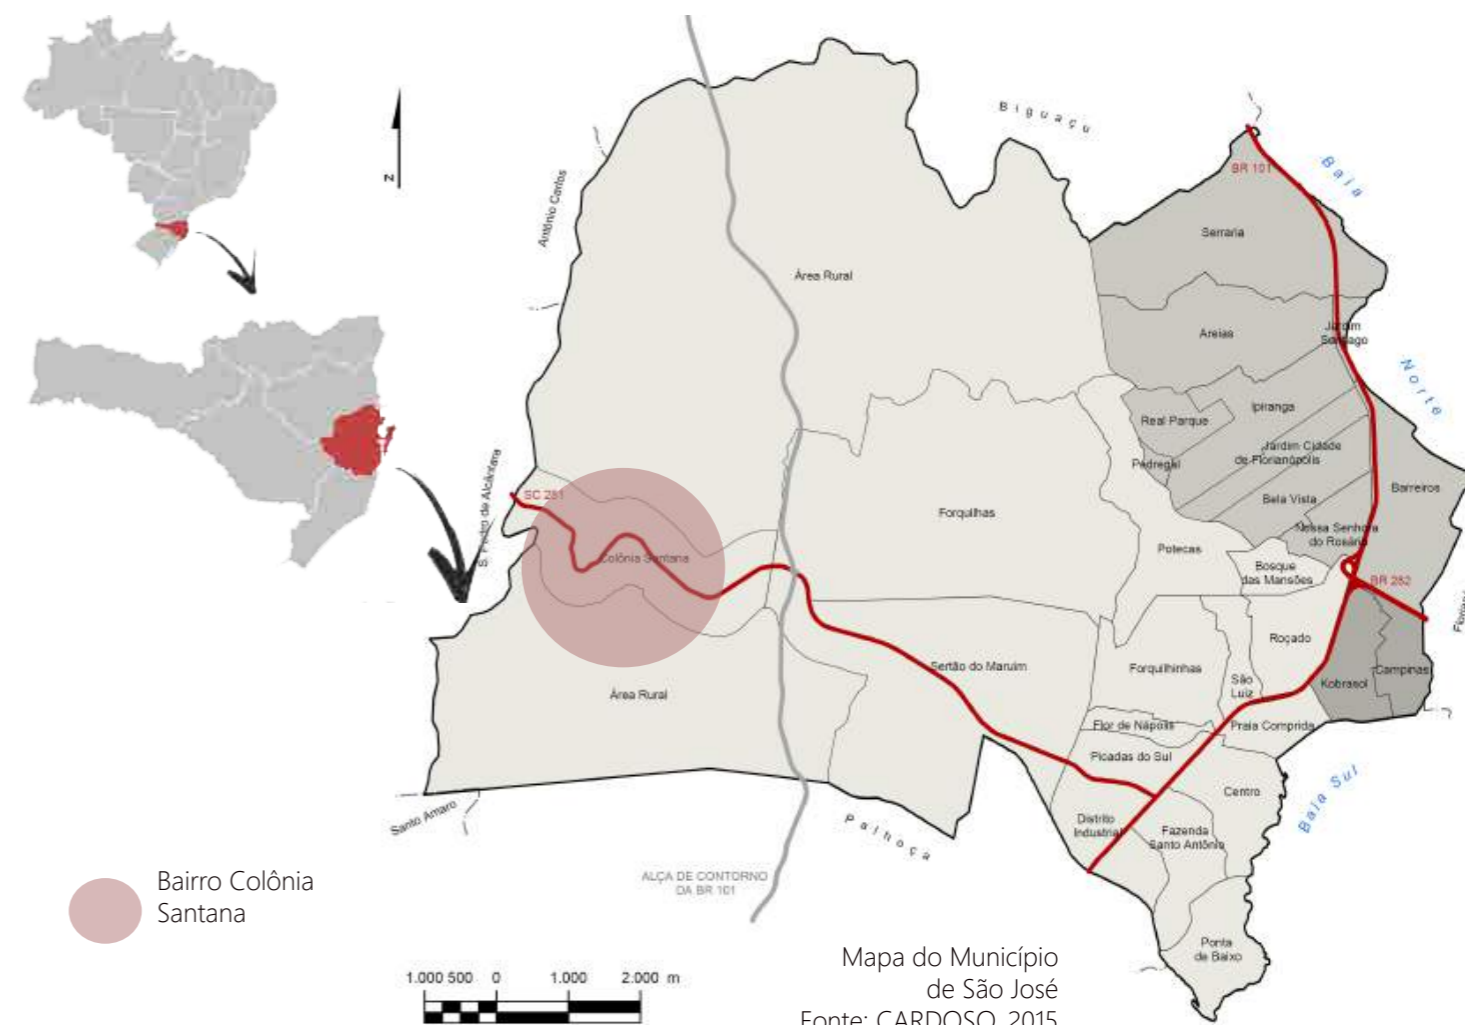 Biguaçu
N
BR 101
Baía
Antônio Carlos
Serraria
Área Rural
Areias
Jardim
Santiago
Norte
Ipiranga
Real Parque
Jardim Cidade
de Florianópolis
Pedregal
Barreiros
S. Pedro de Alcântara
SC 281
Bela Vista
Forquilhas
Nossa Senhora
do Rosário
Potecas
Colônia Santana
Bosque
das Mansões
BR 282
Roçado
Sertão do Maruim
Forquilhinhas
Campinas
São
Luiz
Kobrasol
Área Rural
Flor de Nápolis
Praia Comprida
Picadas do Sul
Centro
Baía Sul
Santo Amaro
Palhoça
Distrito
Industrial
Fazenda
Santo Antônio
ALÇA DE CONTORNO
DA BR 101
Bairro Colônia
Santana
Ponta
de Baixo
Mapa do Município
de São José
Fonte: CARDOSO, 2015
1.000 500 0 1.000 2.000 m